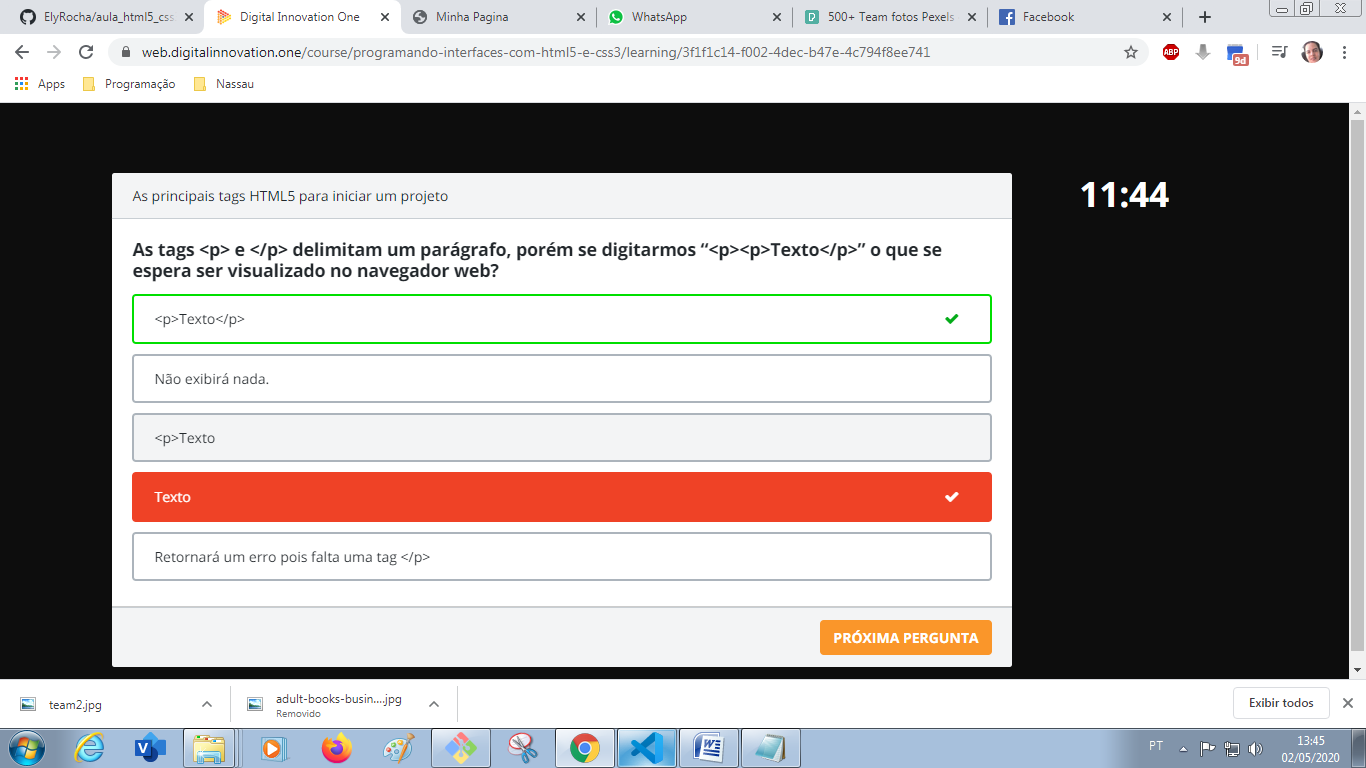 ElyRocha/aula_html5_css
Digital Innovation One
Minha Pagina
WhatsApp
500+ Team fotos Pexels
Facebook
web.digitalinnovation.one/course/programando-interfaces-com-html5-e-css3/learning/3f1f1c14-f002-4dec-b47e-4c794f8ee741
ABP
9d
Apps
Programação
Nassau
As principais tags HTML5 para iniciar um projeto
11:44
As tags <p> e </p> delimitam um parágrafo, porém se digitarmos “<p><p>Texto</p>” o que se
espera ser visualizado no navegador web?
<p>Texto</p>
Não exibirá nada.
<p>Texto
Texto
Retornará um erro pois falta uma tag </p>
PRÓXIMA PERGUNTA
team2.jpg
adult-books-busin....jpg
Removido
Exibir todos
PT
13:45
02/05/2020